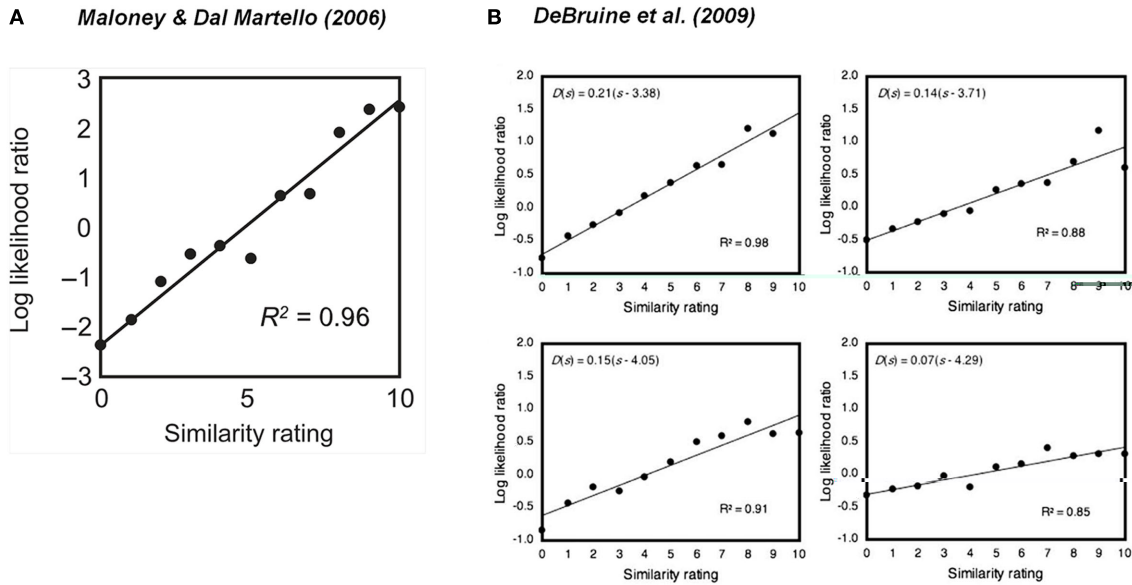 A Maloney & Dal Martello (2006)
Log likelihood ratio
3
2
1
0
–1
–2
–3
R² = 0.96
0 5 10
Similarity rating
B DeBruine et al. (2009)
Log likelihood ratio
2.0
1.5
1.0
0.5
0.0
-0.5
-1.0
D(s) = 0.21(s - 3.38)
R² = 0.98
0 1 2 3 4 5 6 7 8 9 10
Similarity rating
Log likelihood ratio
2.0
1.5
1.0
0.5
0.0
-0.5
-1.0
D(s) = 0.14(s - 3.71)
R² = 0.88
0 1 2 3 4 5 6 7 8 9 10
Similarity rating
Log likelihood ratio
2.0
1.5
1.0
0.5
0.0
-0.5
-1.0
D(s) = 0.15(s - 4.05)
R² = 0.91
0 1 2 3 4 5 6 7 8 9 10
Similarity rating
Log likelihood ratio
2.0
1.5
1.0
0.5
0.0
-0.5
-1.0
D(s) = 0.07(s - 4.29)
R² = 0.85
0 1 2 3 4 5 6 7 8 9 10
Similarity rating